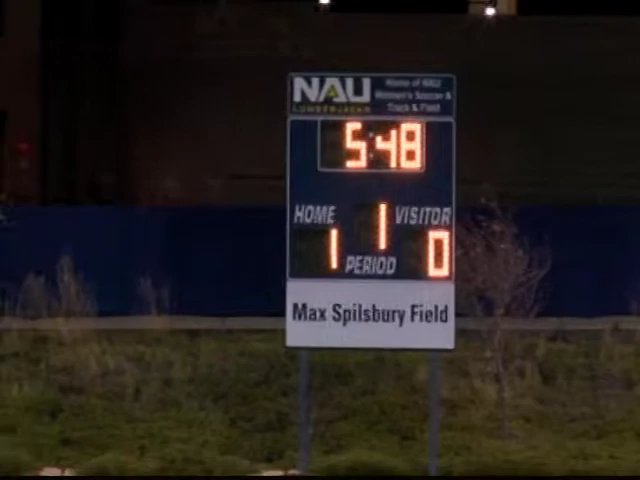 NAU
LUMBERJACKS
Home of NAU
Women's Soccer &
Track & Field
5:48
HOME 1 VISITOR
1 PERIOD 0
Max Spilsbury Field